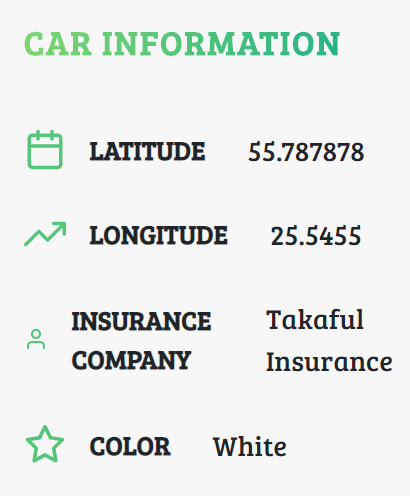 CAR INFORMATION
LATITUDE 55.787878
LONGITUDE 25.5455
INSURANCE COMPANY Takaful Insurance
COLOR White